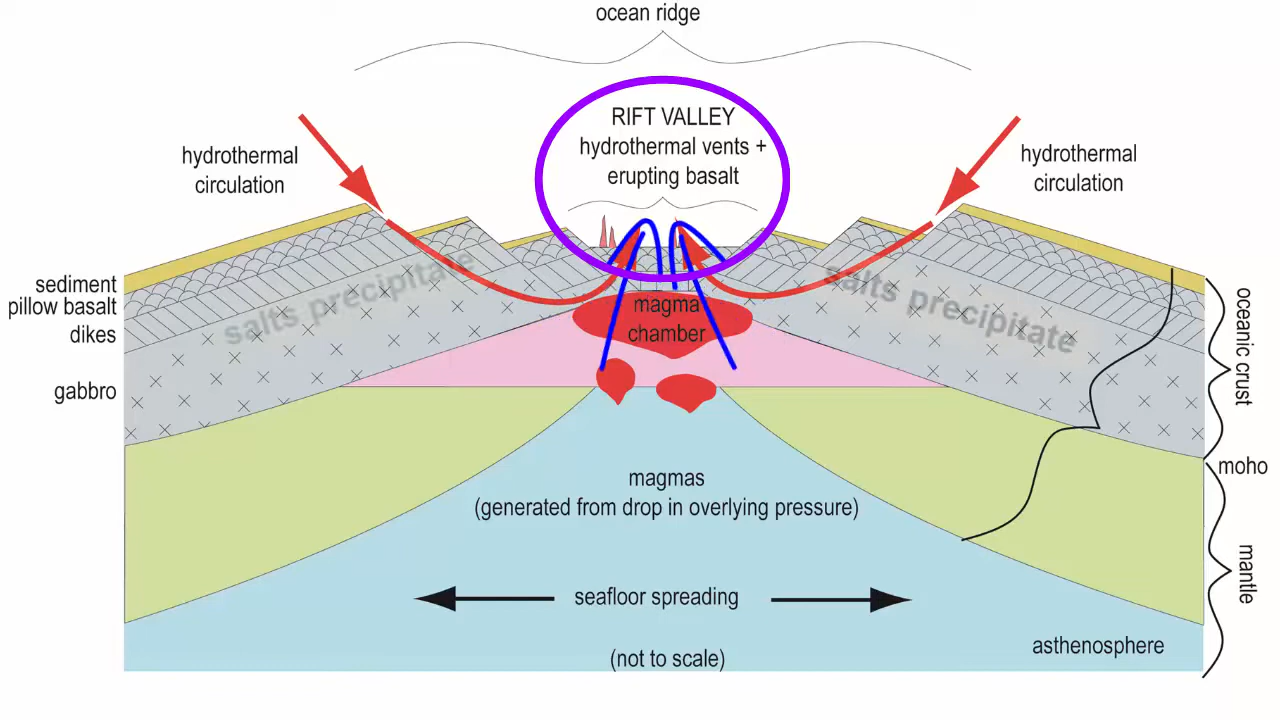 ocean ridge
RIFT VALLEY
hydrothermal vents +
erupting basalt
hydrothermal
circulation
hydrothermal
circulation
salts precipitate
salts precipitate
sediment
pillow basalt
dikes
gabbro
magma
chamber
oceanic crust
moho
mantle
magmas
(generated from drop in overlying pressure)
seafloor spreading
asthenosphere
(not to scale)